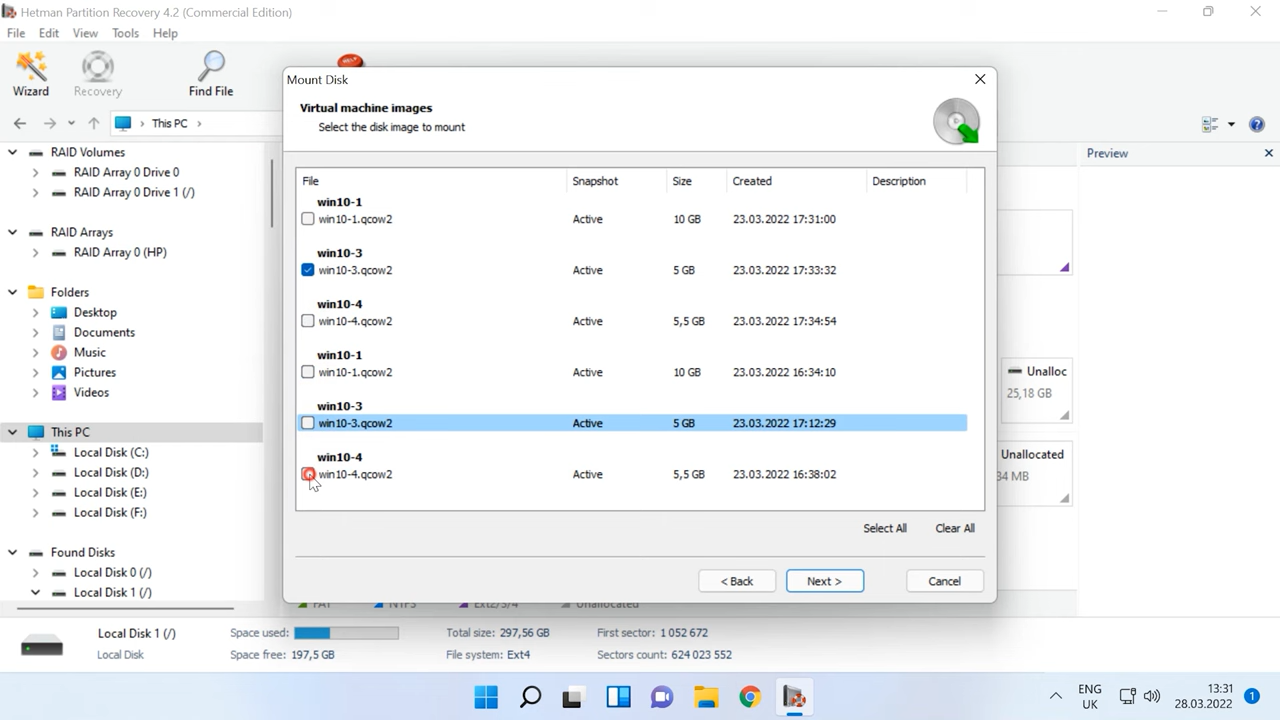 Hetman Partition Recovery 4.2 (Commercial Edition)
File Edit View Tools Help
Wizard Recovery Find File
This PC
Preview
RAID Volumes
RAID Array 0 Drive 0
RAID Array 0 Drive 1 (/)
RAID Arrays
RAID Array 0 (HP)
Folders
Desktop
Documents
Music
Pictures
Videos
This PC
Local Disk (C:)
Local Disk (D:)
Local Disk (E:)
Local Disk (F:)
Found Disks
Local Disk 0 (/)
Local Disk 1 (/)
Mount Disk
Virtual machine images
Select the disk image to mount
File Snapshot Size Created Description
win10-1
win10-1.qcow2 Active 10 GB 23.03.2022 17:31:00
win10-3
win10-3.qcow2 Active 5 GB 23.03.2022 17:33:32
win10-4
win10-4.qcow2 Active 5,5 GB 23.03.2022 17:34:54
win10-1
win10-1.qcow2 Active 10 GB 23.03.2022 16:34:10
win10-3
win10-3.qcow2 Active 5 GB 23.03.2022 17:12:29
win10-4
win10-4.qcow2 Active 5,5 GB 23.03.2022 16:38:02
Select All Clear All
< Back Next > Cancel
Unalloc
25,18 GB
Unallocated
34 MB
FAT NTFS Ext2/3/4 Unallocated
Local Disk 1 (/) Space used: Total size: 297,56 GB First sector: 1 052 672
Local Disk Space free: 197,5 GB File system: Ext4 Sectors count: 624 023 552
ENG 13:31
UK 28.03.2022 1